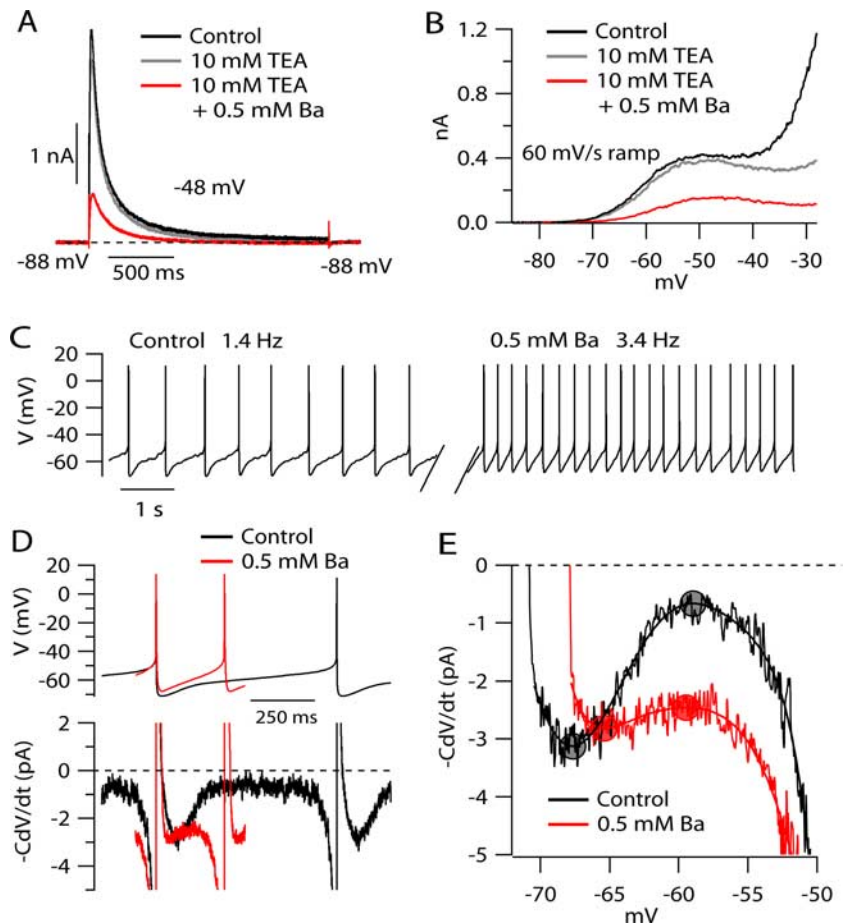 A
Control
10 mM TEA
10 mM TEA
+ 0.5 mM Ba
1 nA
-48 mV
-88 mV
-88 mV
500 ms
B
1.2
0.8
0.4
0.0
nA
Control
10 mM TEA
10 mM TEA
+ 0.5 mM Ba
60 mV/s ramp
-80 -70 -60 -50 -40 -30
mV
C
Control 1.4 Hz
0.5 mM Ba 3.4 Hz
20
0
-40
-60
V (mV)
1 s
D
Control
0.5 mM Ba
20
0
-40
-60
V (mV)
250 ms
2
0
-2
-4
-CdV/dt (pA)
E
0
-1
-2
-3
-4
-5
-CdV/dt (pA)
Control
0.5 mM Ba
-70 -65 -60 -55 -50
mV